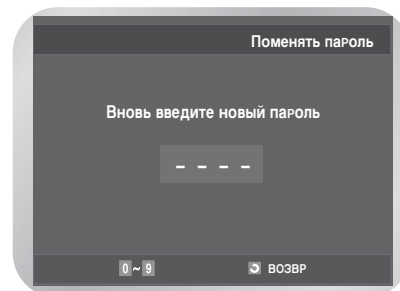 Поменять пароль
Вновь введите новый пароль
– – – –
0 ~ 9 ВОЗВР